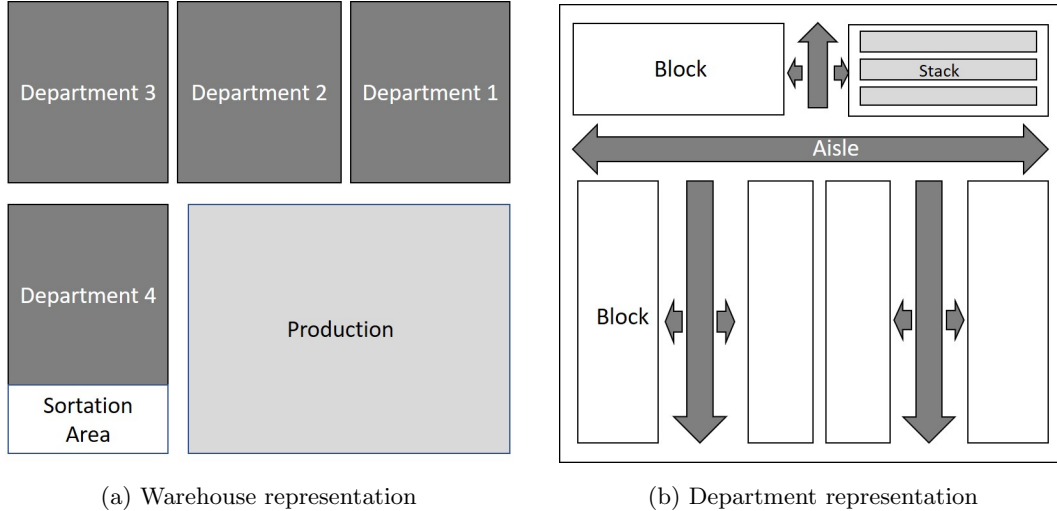 Department 3
Department 2
Department 1
Department 4
Production
Sortation
Area
(a) Warehouse representation
Block
Stack
Aisle
Block
(b) Department representation